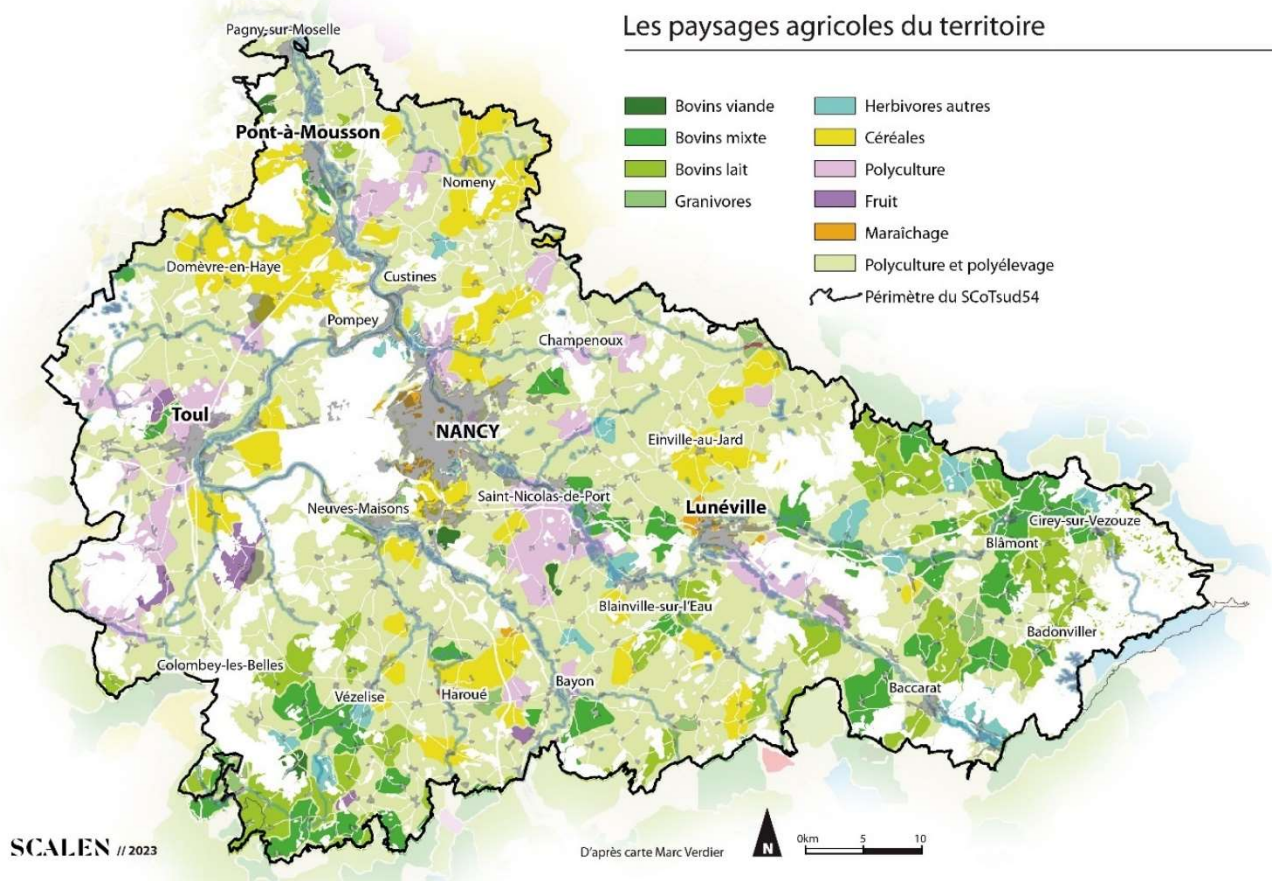 Les paysages agricoles du territoire
Bovins viande
Bovins mixte
Bovins lait
Granivores
Herbivores autres
Céréales
Polyculture
Fruit
Maraîchage
Polyculture et polyélevage
Périmètre du SCoTsud54
Pagny-sur-Moselle
Pont-à-Mousson
Nomeny
Domèvre-en-Haye
Custines
Pompey
Champenoux
Toul
NANCY
Einville-au-Jard
Neuves-Maisons
Saint-Nicolas-de-Port
Lunéville
Cirey-sur-Vezouze
Blâmont
Blainville-sur-l'Eau
Badonviller
Colombey-les-Belles
Vézelise
Haroué
Bayon
Baccarat
SCALEN // 2023
D'après carte Marc Verdier
N
0km 5 10